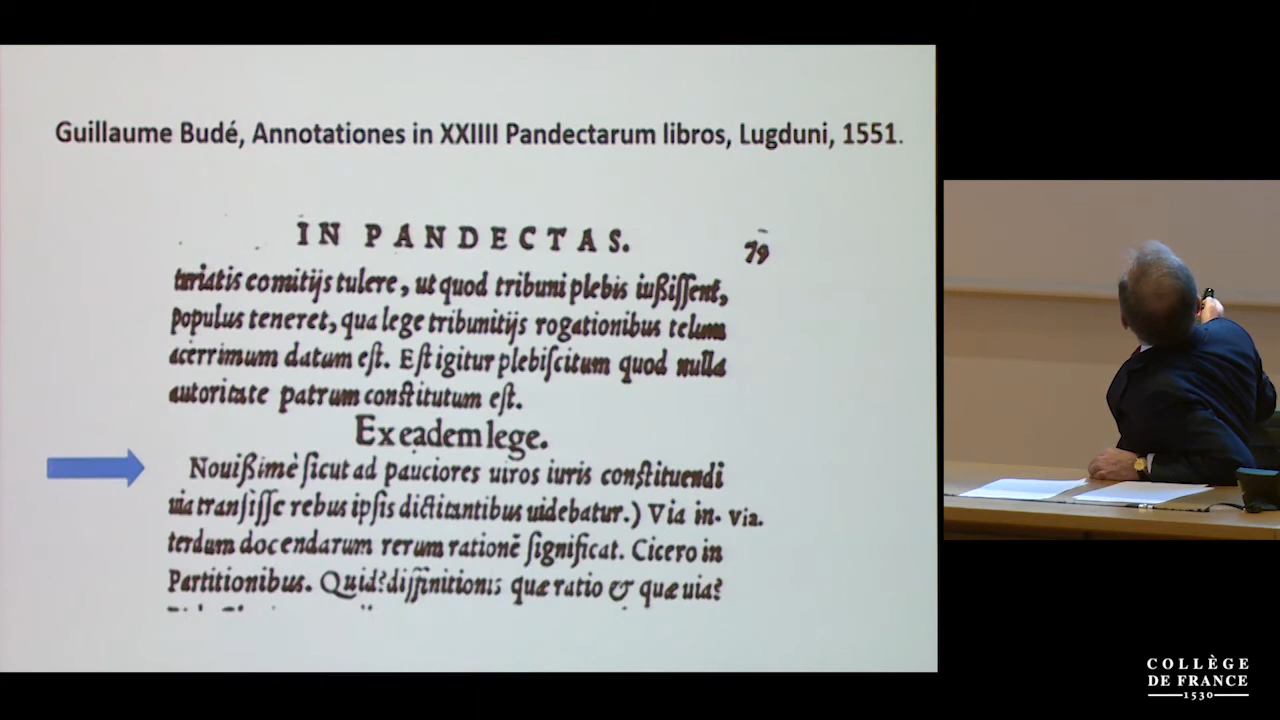 Guillaume Budé, Annotationes in XXIIII Pandectarum libros, Lugduni, 1551.
IN PANDECTAS. 79
turiatis comitijs tulere, ut quod tribuni plebis iußiſſent,
populus teneret, qua lege tribunitijs rogationibus telum
acerrimum datum eſt. Eſt igitur plebiſcitum quod nulla
autoritate patrum conſtitutum eſt.
Ex eadem lege.
Nouißimè ſicut ad pauciores uiros iuris conſtituendi
uia tranſiſſe rebus ipſis dictitantibus uidebatur.) Via in- Via.
terdum docendarum rerum rationē ſignificat. Cicero in
Partitionibus. Quid? diffinitionis quæ ratio & quæ uia?
COLLÈGE
DE FRANCE
1530